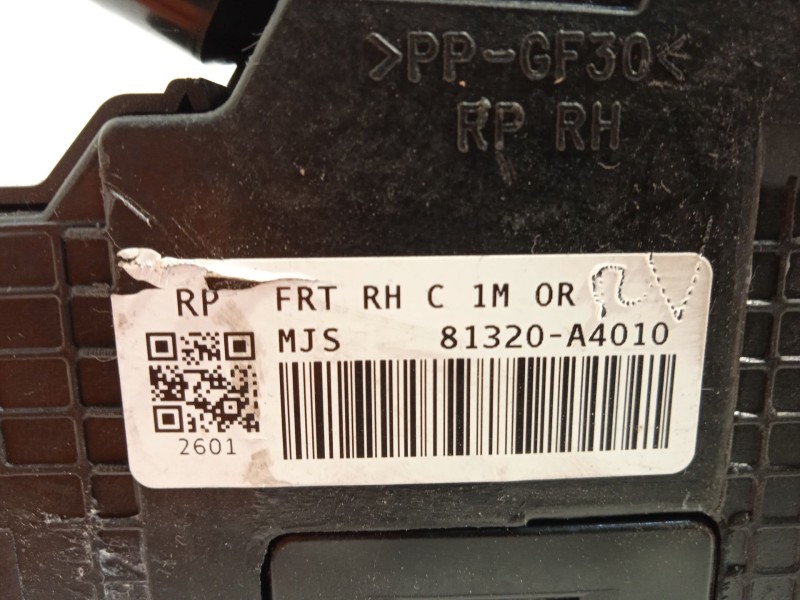 >PP-GF30<
RP RH
RP FRT RH C 1M OR
MJS 81320-A4010
2601